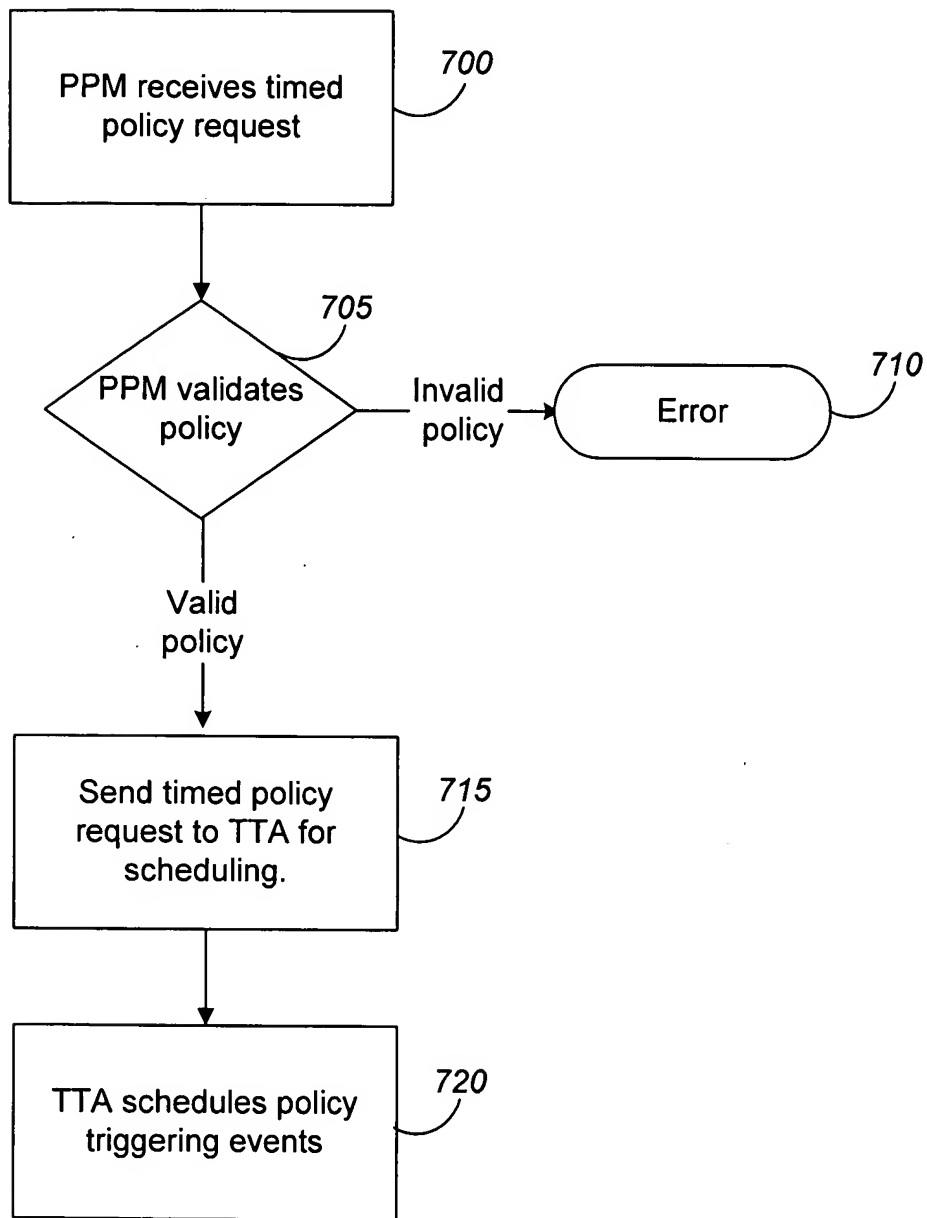 PPM receives timed
policy request
700
705
PPM validates
policy
Invalid
policy
Error
710
Valid
policy
Send timed policy
request to TTA for
scheduling.
715
TTA schedules policy
triggering events
720